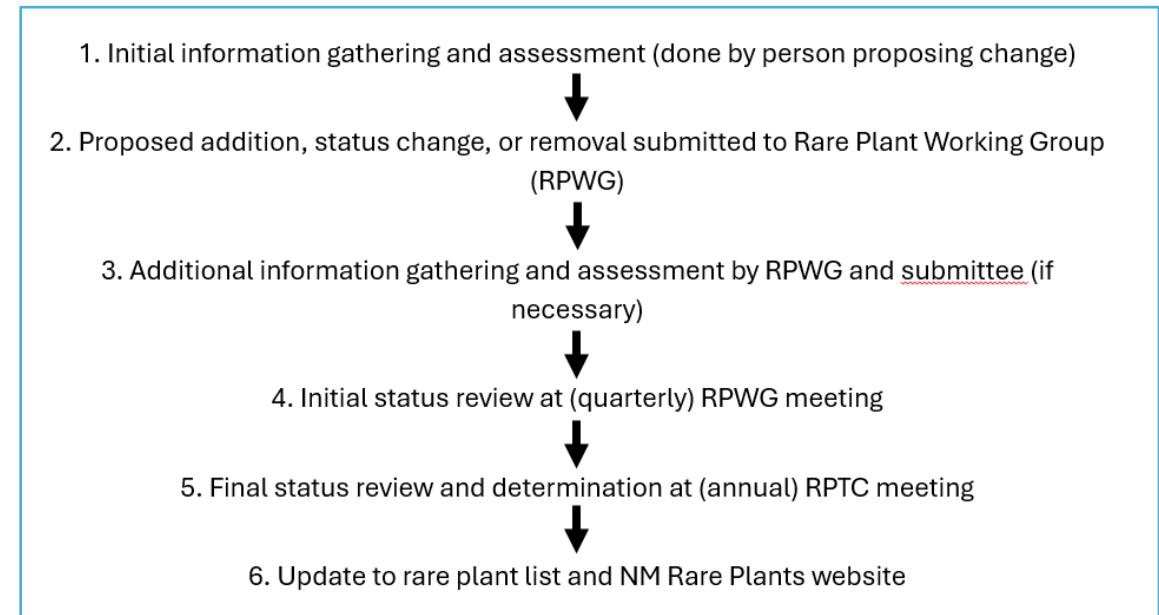 1. Initial information gathering and assessment (done by person proposing change)
2. Proposed addition, status change, or removal submitted to Rare Plant Working Group
(RPWG)
3. Additional information gathering and assessment by RPWG and submittee (if
necessary)
4. Initial status review at (quarterly) RPWG meeting
5. Final status review and determination at (annual) RPTC meeting
6. Update to rare plant list and NM Rare Plants website